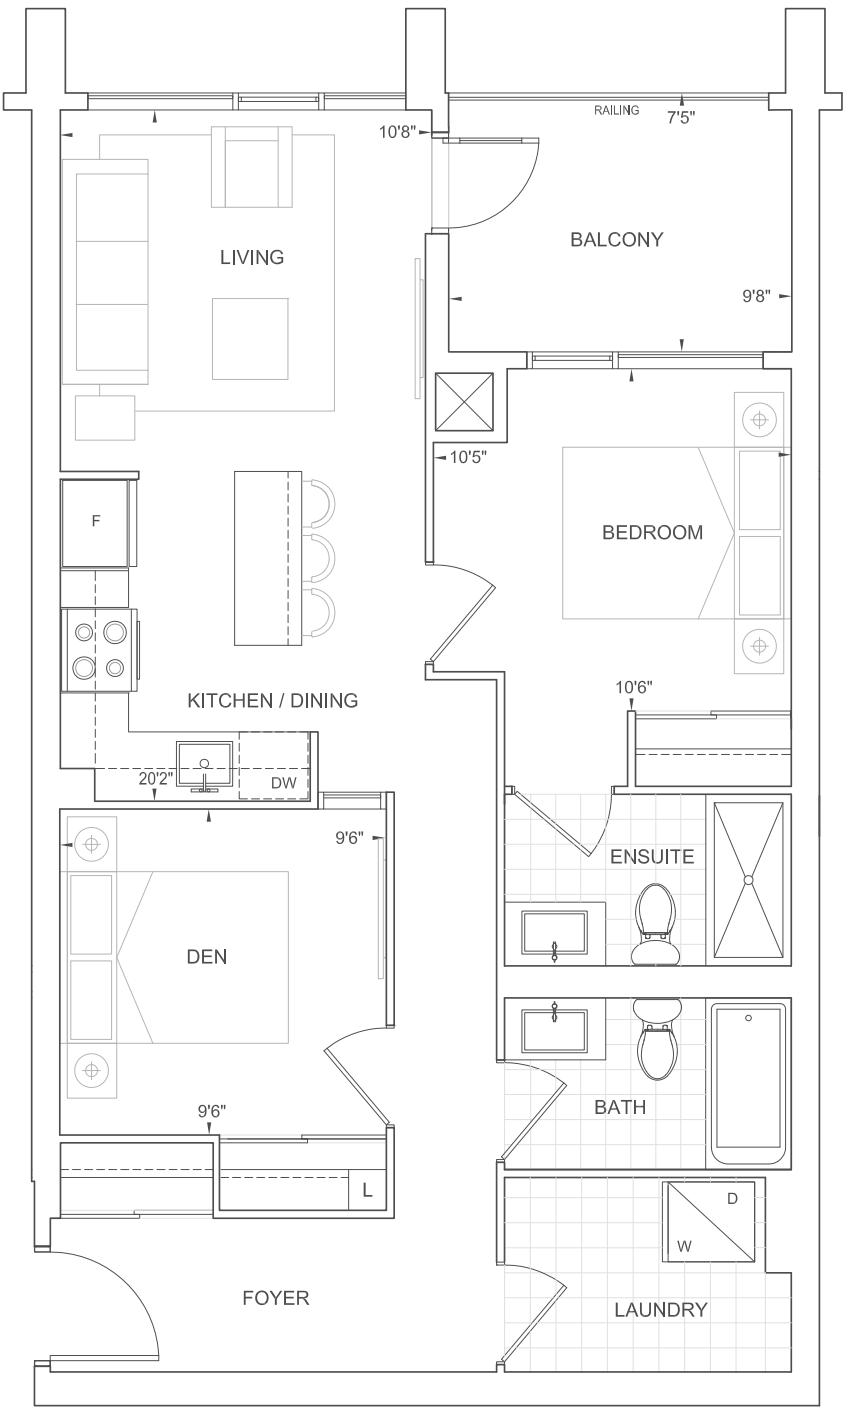 RAILING
7'5"
10'8"
BALCONY
LIVING
9'8"
10'5"
F
BEDROOM
10'6"
KITCHEN / DINING
20'2"
DW
9'6"
ENSUITE
DEN
9'6"
BATH
L
D
W
FOYER
LAUNDRY